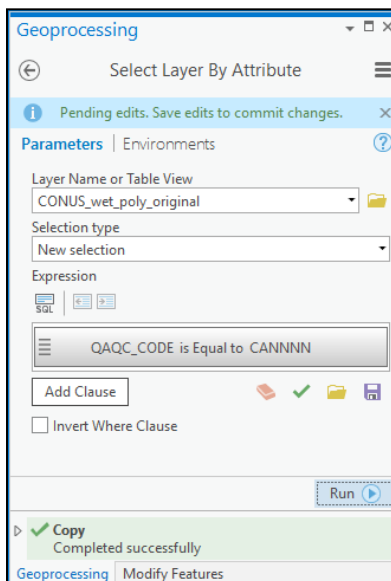 Geoprocessing
Select Layer By Attribute
Pending edits. Save edits to commit changes.
Parameters | Environments
Layer Name or Table View
CONUS_wet_poly_original
Selection type
New selection
Expression
SQL
QAQC_CODE is Equal to CANNNN
Add Clause
Invert Where Clause
Run
Copy
Completed successfully
Geoprocessing Modify Features